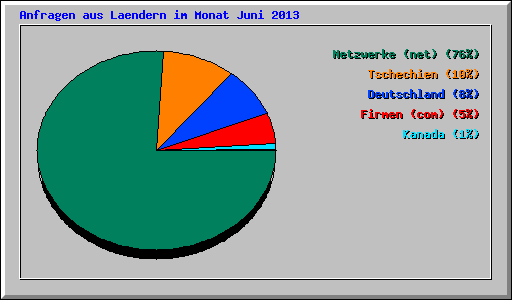 Anfragen aus Laendern im Monat Juni 2013
Netzwerke (net) (76%)
Tschechien (10%)
Deutschland (8%)
Firmen (com) (5%)
Kanada (1%)